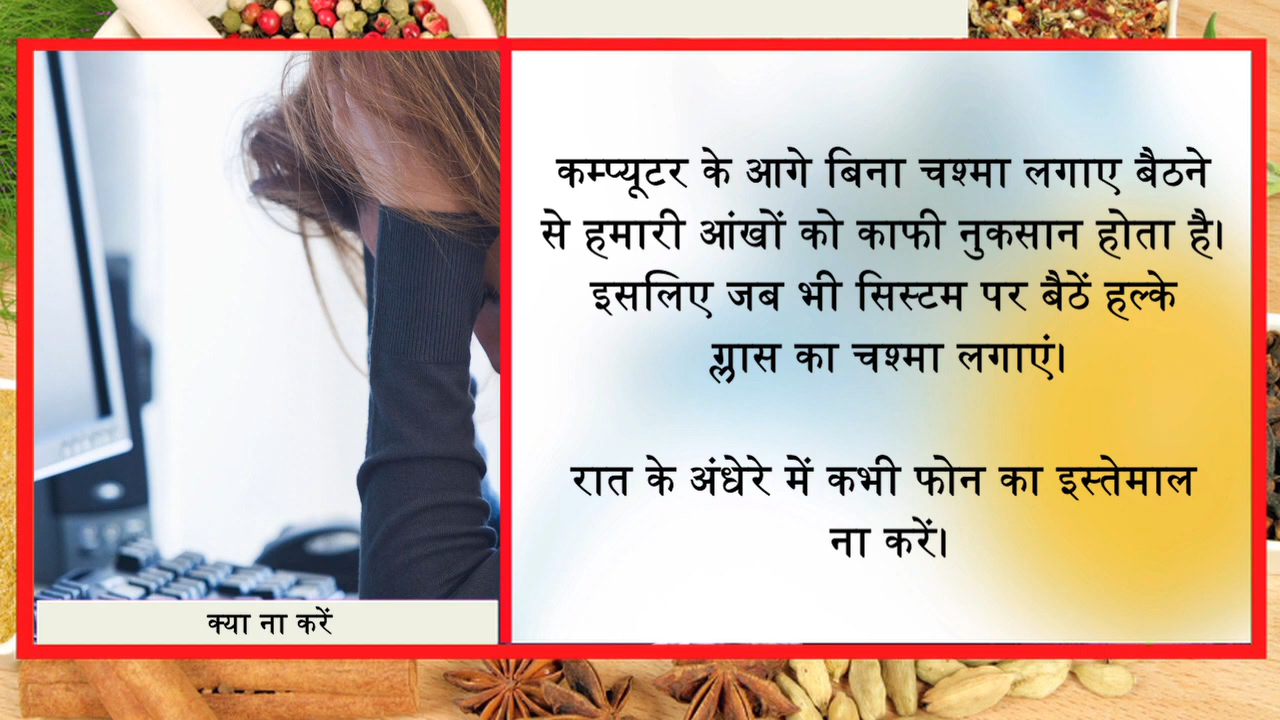 कम्प्यूटर के आगे बिना चश्मा लगाए बैठने
से हमारी आंखों को काफी नुकसान होता है।
इसलिए जब भी सिस्टम पर बैठें हल्के
ग्लास का चश्मा लगाएं।
रात के अंधेरे में कभी फोन का इस्तेमाल
ना करें।
क्या ना करें